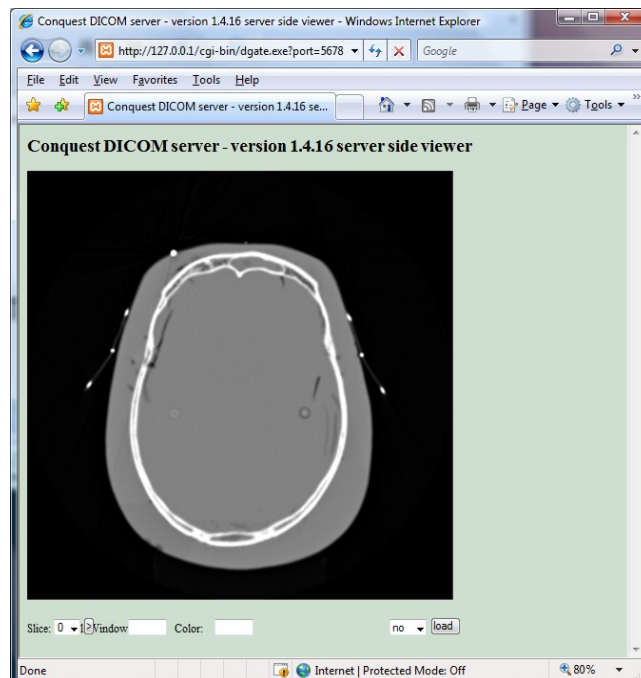 Conquest DICOM server - version 1.4.16 server side viewer - Windows Internet Explorer
http://127.0.0.1/cgi-bin/dgate.exe?port=5678
Google
File Edit View Favorites Tools Help
Conquest DICOM server - version 1.4.16 se...
Page Tools »
Conquest DICOM server - version 1.4.16 server side viewer
Slice: 0 1 > Window Color: no load
Done Internet | Protected Mode: Off 80%